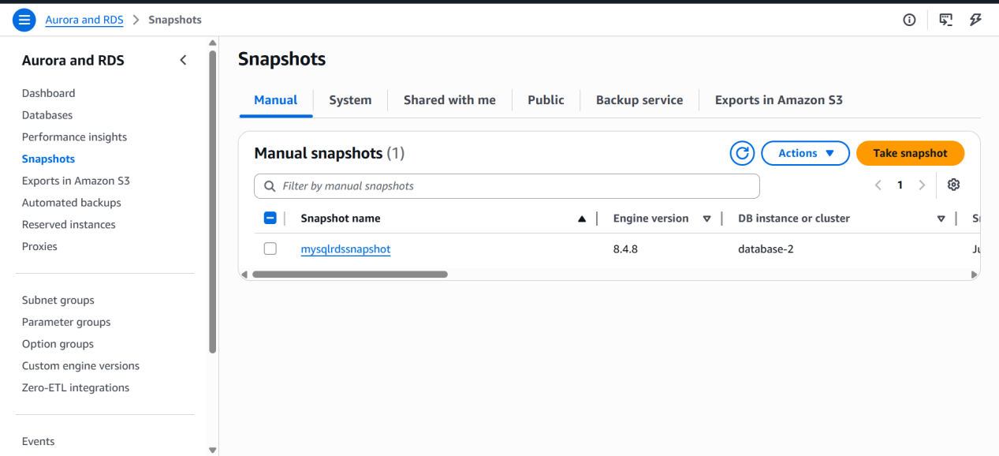 Aurora and RDS > Snapshots
Aurora and RDS
Dashboard
Databases
Performance insights
Snapshots
Exports in Amazon S3
Automated backups
Reserved instances
Proxies
Subnet groups
Parameter groups
Option groups
Custom engine versions
Zero-ETL integrations
Events
Snapshots
Manual System Shared with me Public Backup service Exports in Amazon S3
Manual snapshots (1) Actions Take snapshot
Filter by manual snapshots 1
Snapshot name Engine version DB instance or cluster
mysqlrdssnapshot 8.4.8 database-2